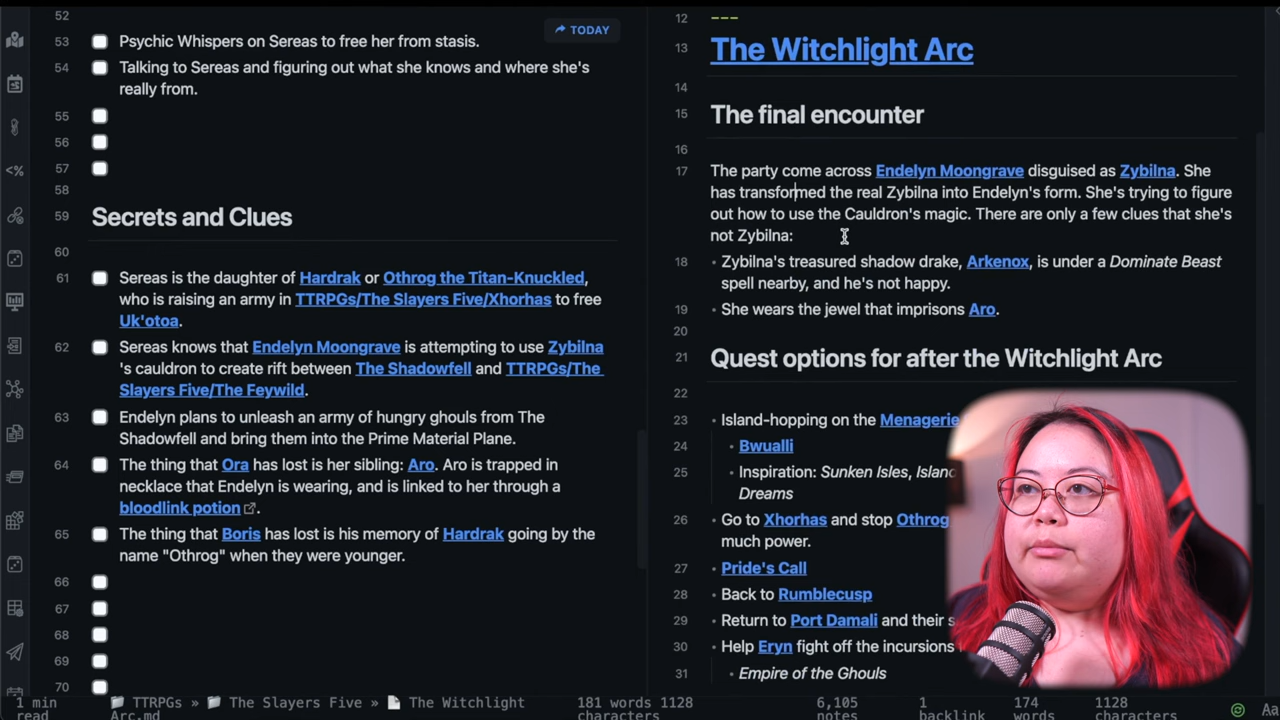 52
TODAY
53 Psychic Whispers on Sereas to free her from stasis.
54 Talking to Sereas and figuring out what she knows and where she's
really from.
55
56
57
58
59 Secrets and Clues
60
61 Sereas is the daughter of Hardrak or Othrog the Titan-Knuckled,
who is raising an army in TTRPGs/The Slayers Five/Xhorhas to free
Uk'otoa.
62 Sereas knows that Endelyn Moongrave is attempting to use Zybilna
's cauldron to create rift between The Shadowfell and TTRPGs/The
Slayers Five/The Feywild.
63 Endelyn plans to unleash an army of hungry ghouls from The
Shadowfell and bring them into the Prime Material Plane.
64 The thing that Ora has lost is her sibling: Aro. Aro is trapped in
necklace that Endelyn is wearing, and is linked to her through a
bloodlink potion.
65 The thing that Boris has lost is his memory of Hardrak going by the
name "Othrog" when they were younger.
66
67
68
69
70
12 ---
13 The Witchlight Arc
14
15 The final encounter
16
17 The party come across Endelyn Moongrave disguised as Zybilna. She
has transformed the real Zybilna into Endelyn's form. She's trying to figure
out how to use the Cauldron's magic. There are only a few clues that she's
not Zybilna:
18 • Zybilna's treasured shadow drake, Arkenox, is under a Dominate Beast
spell nearby, and he's not happy.
19 • She wears the jewel that imprisons Aro.
20
21 Quest options for after the Witchlight Arc
22
23 • Island-hopping on the Menagerie
24 • Bwualli
25 • Inspiration: Sunken Isles,
Dreams
26 • Go to Xhorhas and stop Othrog
much power.
27 • Pride's Call
28 • Back to Rumblecusp
29 • Return to Port Damali and their
30 • Help Eryn fight off the incursions
31 • Empire of the Ghouls
1 min
read
TTRPGs » The Slayers Five » The Witchlight
Arc.md
181 words 1128
characters
6,105
notes
1
backlink
174
words
1128
characters
Aa